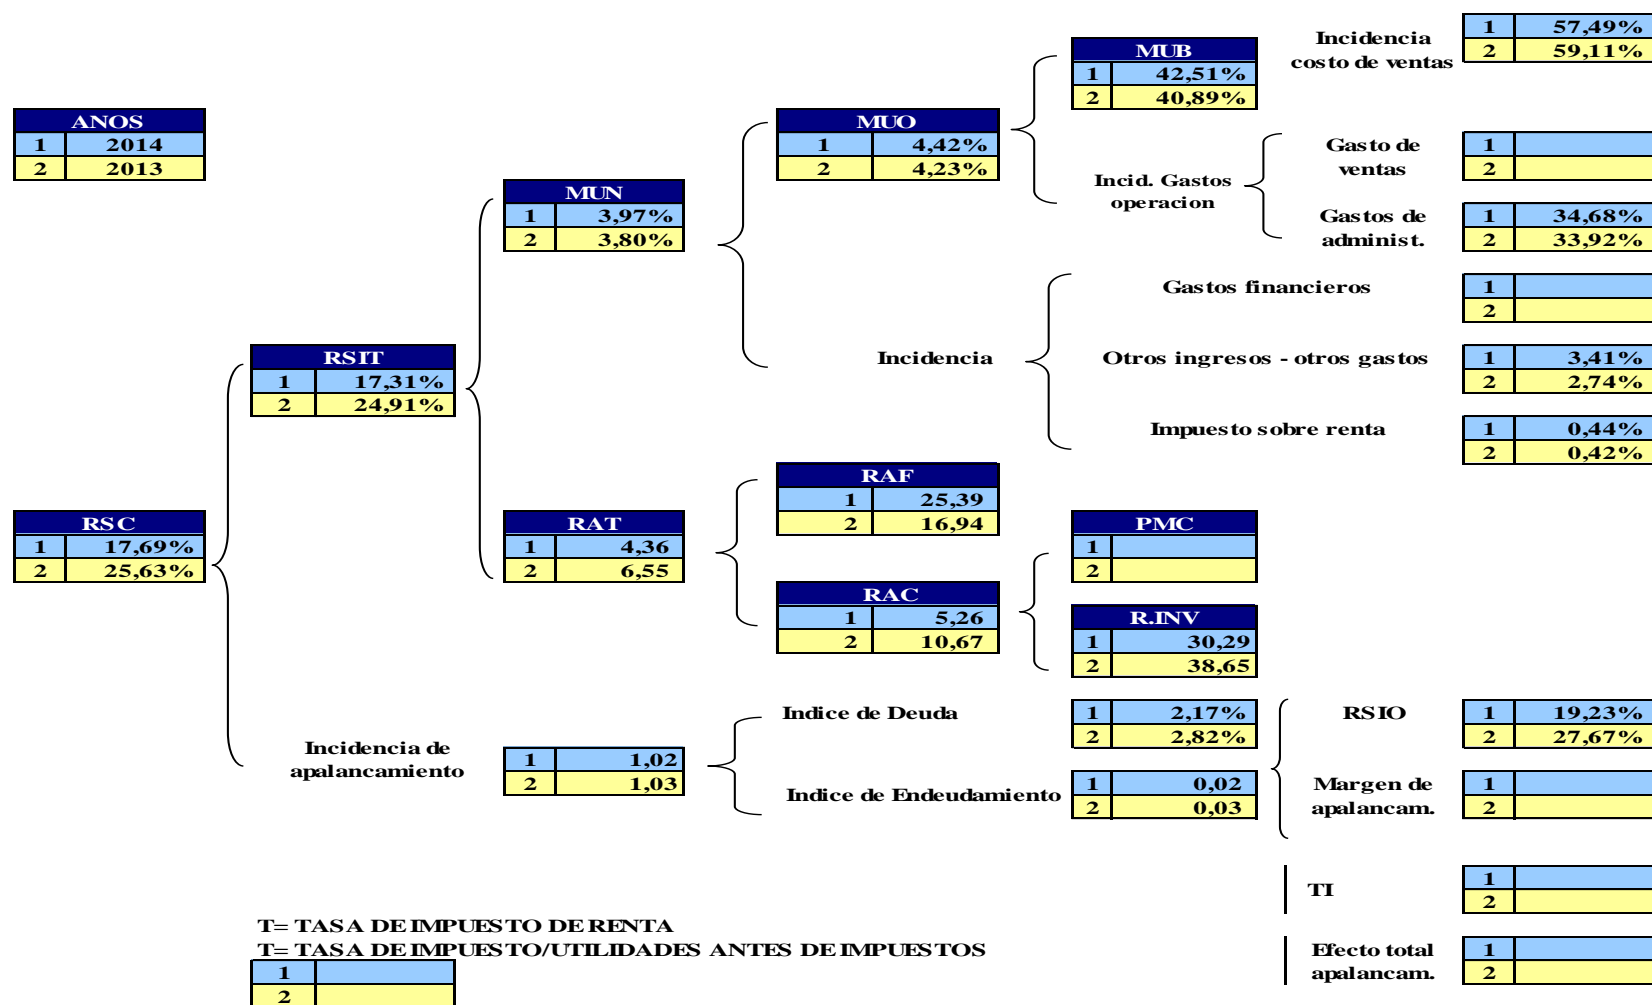 Incidencia
costo de ventas
1 57,49%
2 59,11%
MUB
1 42,51%
2 40,89%
ANOS
1 2014
2 2013
MUO
1 4,42%
2 4,23%
Gasto de
ventas
1
2
Incid. Gastos
operacion
MUN
1 3,97%
2 3,80%
Gastos de
administ.
1 34,68%
2 33,92%
Gastos financieros
1
2
Incidencia
Otros ingresos - otros gastos
1 3,41%
2 2,74%
RSIT
1 17,31%
2 24,91%
Impuesto sobre renta
1 0,44%
2 0,42%
RAF
1 25,39
2 16,94
RSC
1 17,69%
2 25,63%
RAT
1 4,36
2 6,55
PMC
1
2
RAC
1 5,26
2 10,67
R.INV
1 30,29
2 38,65
Indice de Deuda
1 2,17%
2 2,82%
RSIO
1 19,23%
2 27,67%
Incidencia de
apalancamiento
1 1,02
2 1,03
Indice de Endeudamiento
1 0,02
2 0,03
Margen de
apalancam.
1
2
TI
1
2
T= TASA DE IMPUESTO DE RENTA
T= TASA DE IMPUESTO/UTILIDADES ANTES DE IMPUESTOS
1
2
Efecto total
apalancam.
1
2